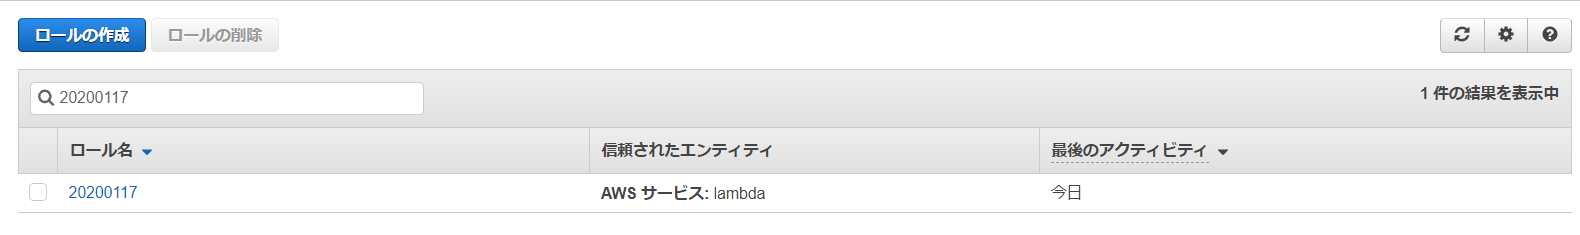 ロールの作成 ロールの削除
20200117 1 件の結果を表示中
ロール名 信頼されたエンティティ 最後のアクティビティ
20200117 AWS サービス: lambda 今日